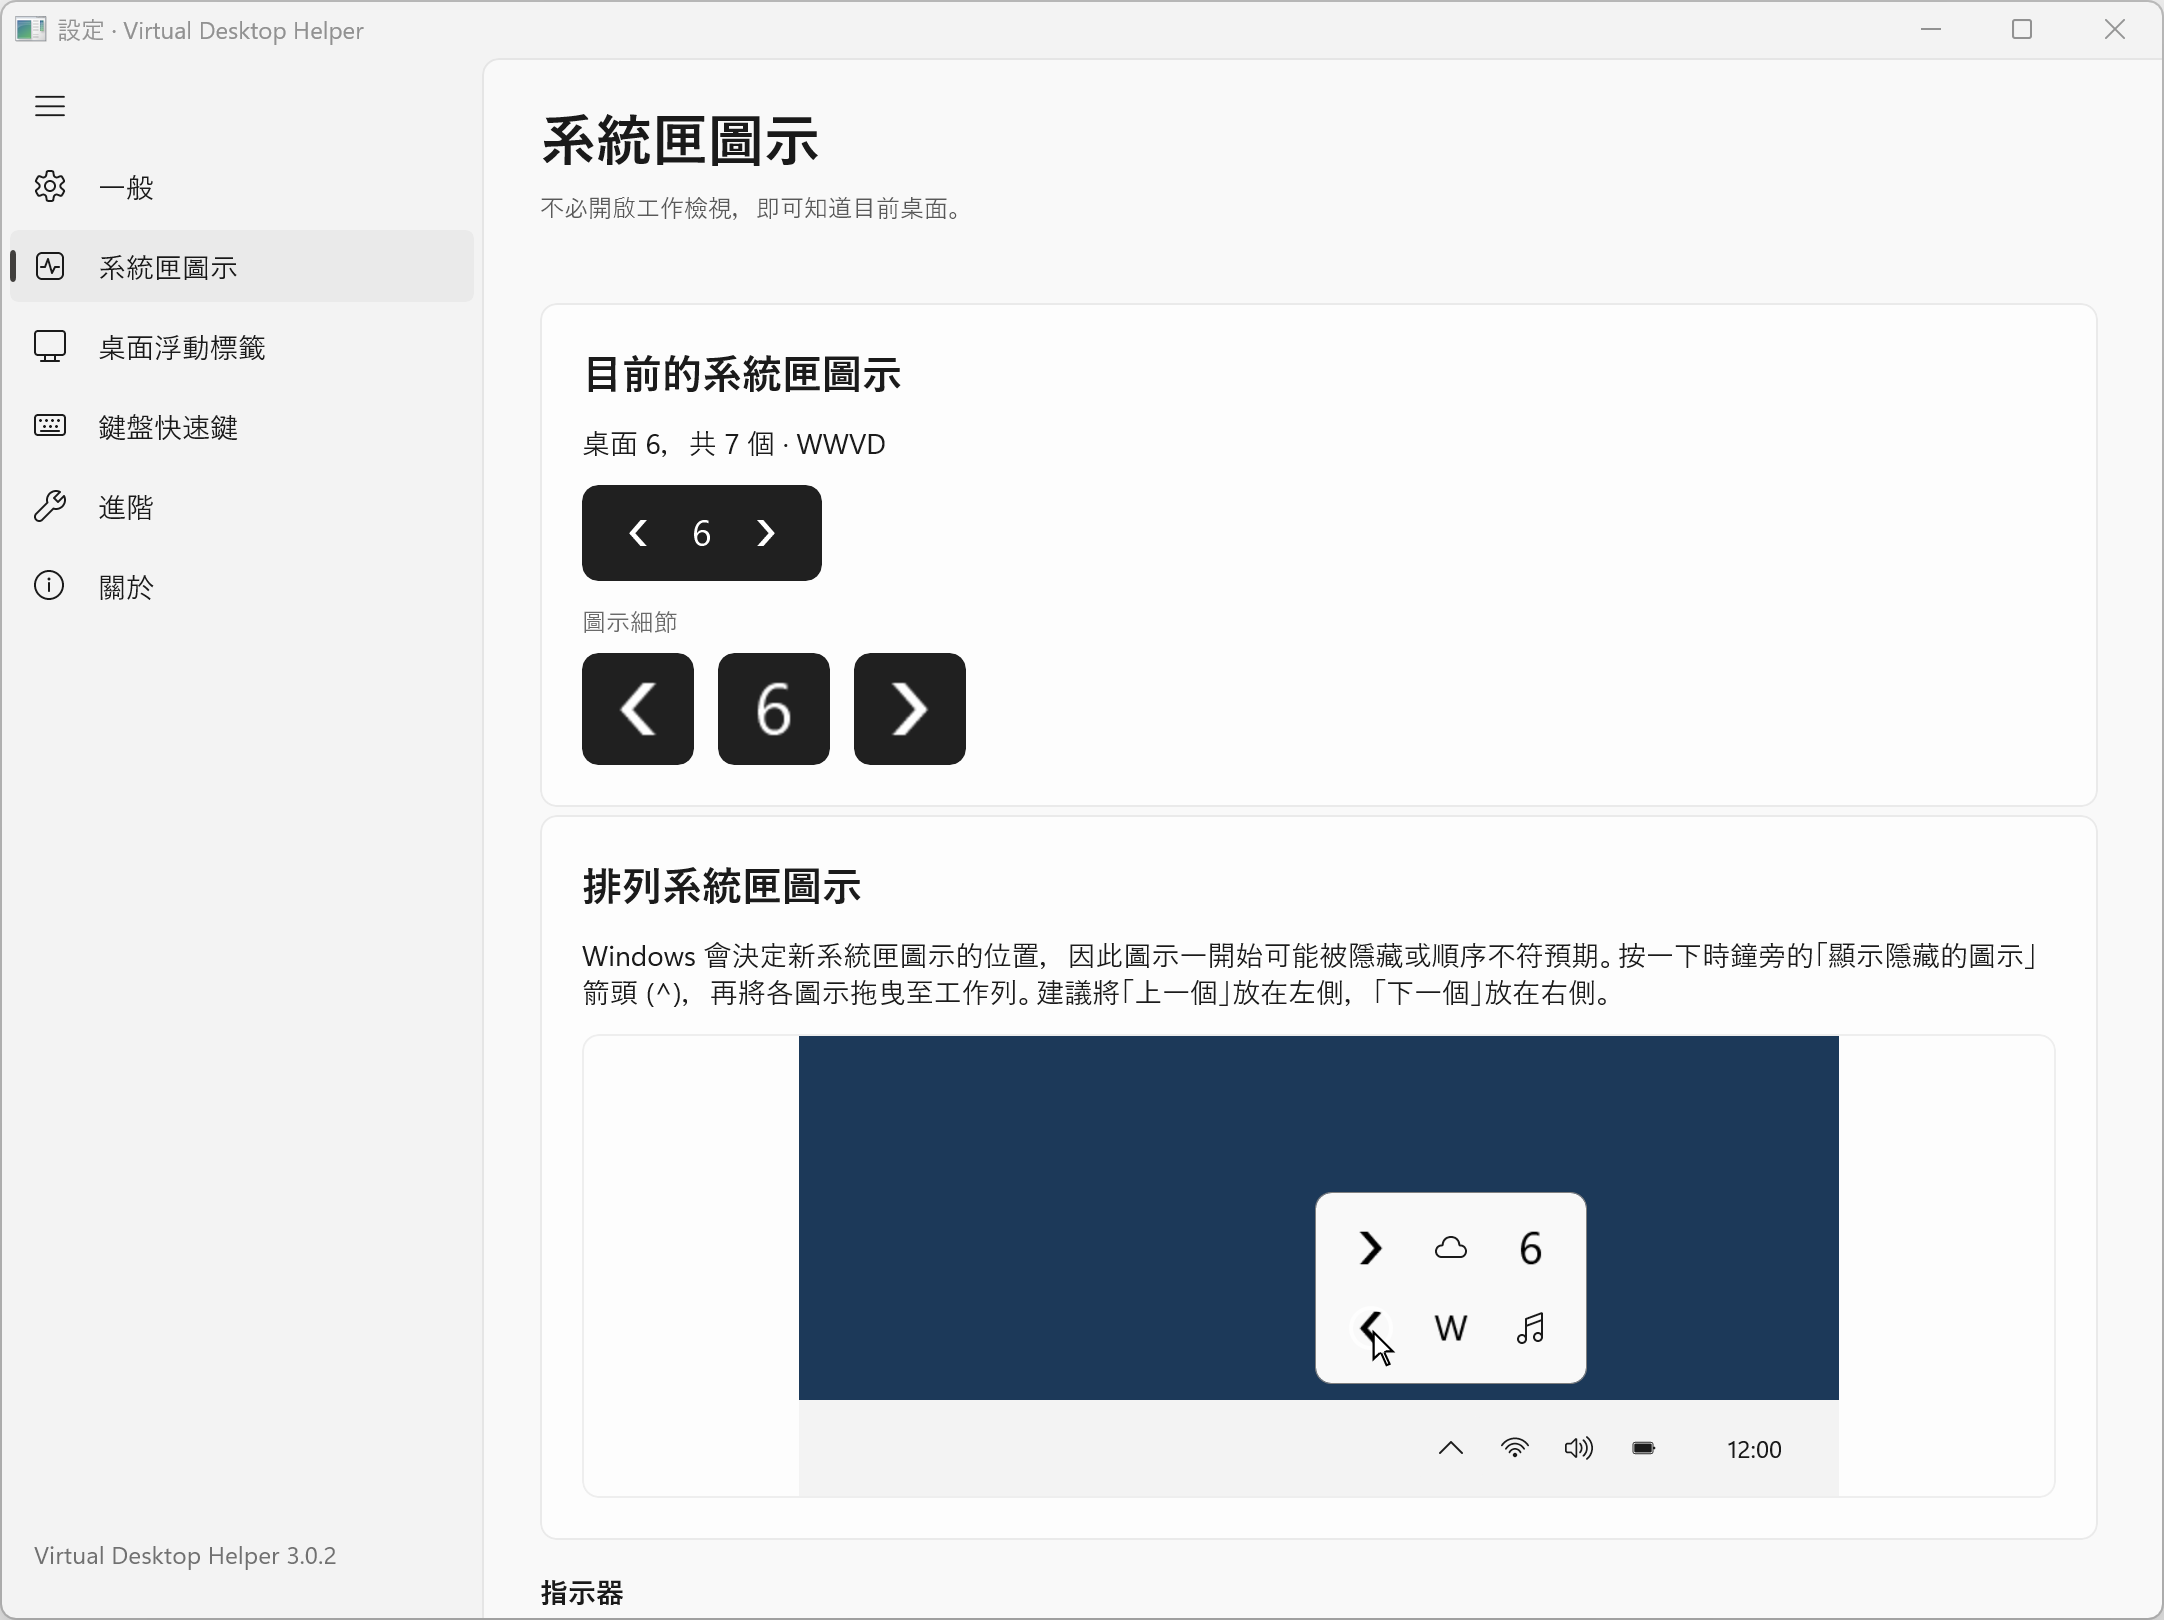 設定 · Virtual Desktop Helper
一般
系統匣圖示
桌面浮動標籤
鍵盤快速鍵
進階
關於
Virtual Desktop Helper 3.0.2
系統匣圖示
不必開啟工作檢視，即可知道目前桌面。
目前的系統匣圖示
桌面 6，共 7 個 · WWVD
6
圖示細節
6
排列系統匣圖示
Windows 會決定新系統匣圖示的位置，因此圖示一開始可能被隱藏或順序不符預期。按一下時鐘旁的「顯示隱藏的圖示」
箭頭 (^)，再將各圖示拖曳至工作列。建議將「上一個」放在左側，「下一個」放在右側。
6
W
12:00
指示器